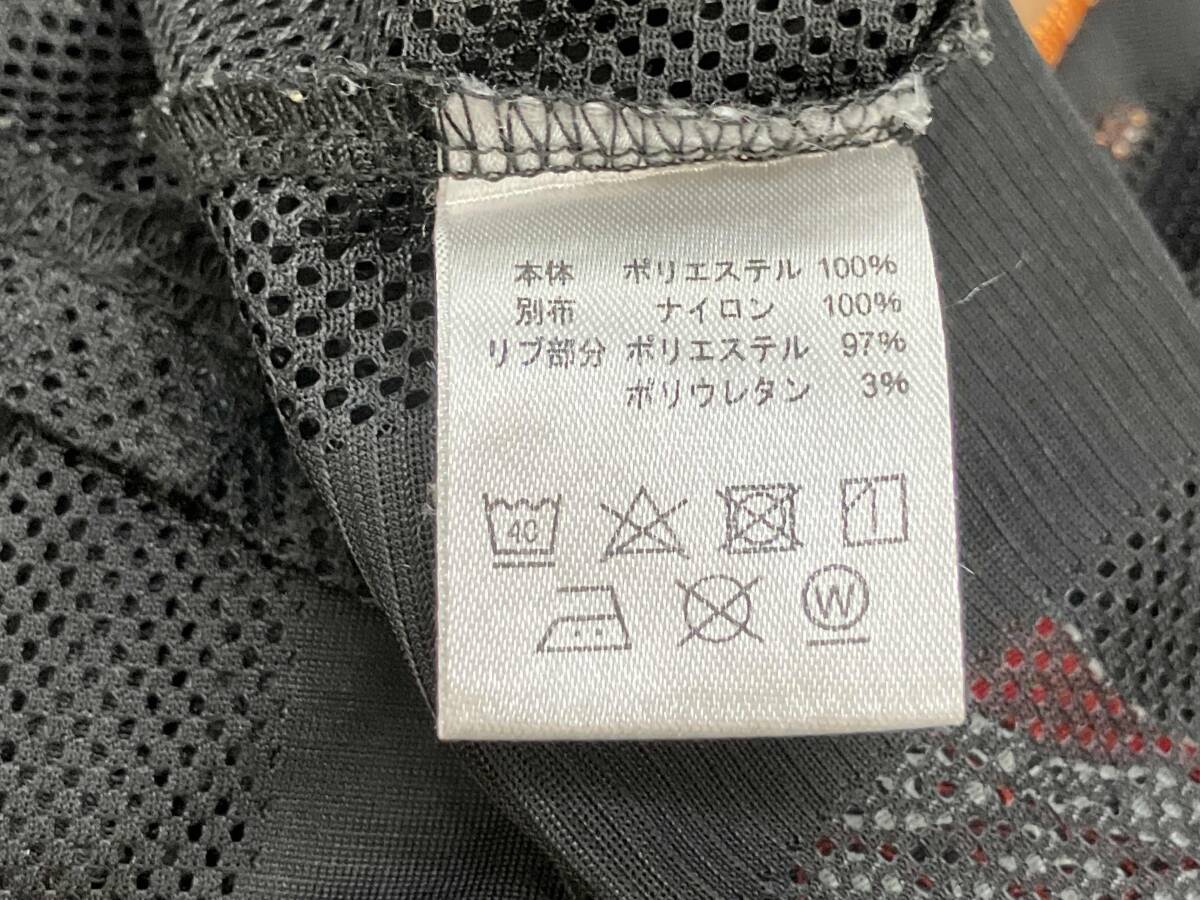 本体 ポリエステル 100%
別布 ナイロン 100%
リブ部分 ポリエステル 97%
ポリウレタン 3%
40
W